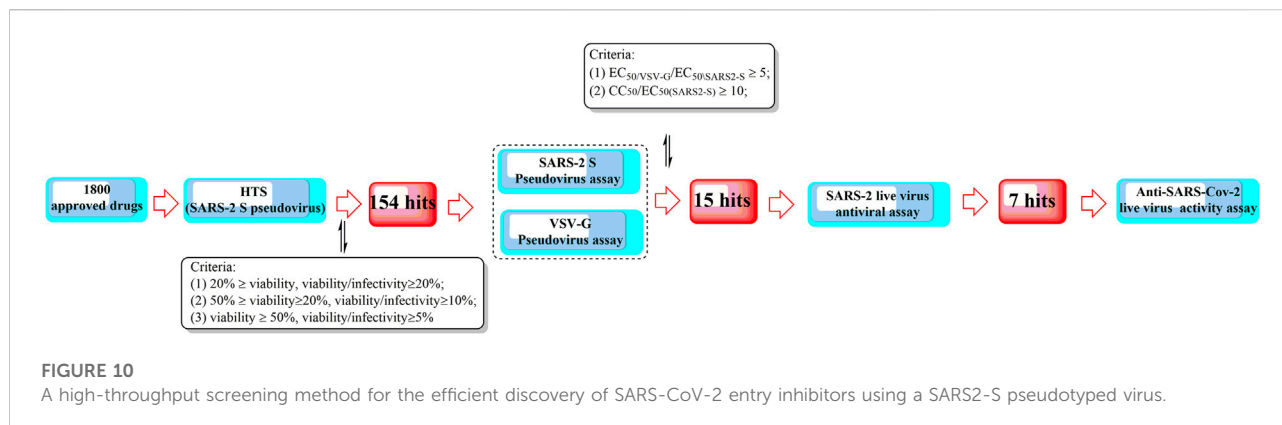 Criteria:
(1) EC50/VSV-G/EC50\SARS2-S ≥ 5;
(2) CC50/EC50(SARS2-S) ≥ 10;
1800
approved drugs
HTS
(SARS-2 S pseudovirus)
154 hits
SARS-2 S
Pseudovirus assay
VSV-G
Pseudovirus assay
15 hits
SARS-2 live virus
antiviral assay
7 hits
Anti-SARS-Cov-2
live virus activity assay
Criteria:
(1) 20% ≥ viability, viability/infectivity≥20%;
(2) 50% ≥ viability≥20%, viability/infectivity≥10%;
(3) viability ≥ 50%, viability/infectivity≥5%
FIGURE 10
A high-throughput screening method for the efficient discovery of SARS-CoV-2 entry inhibitors using a SARS2-S pseudotyped virus.